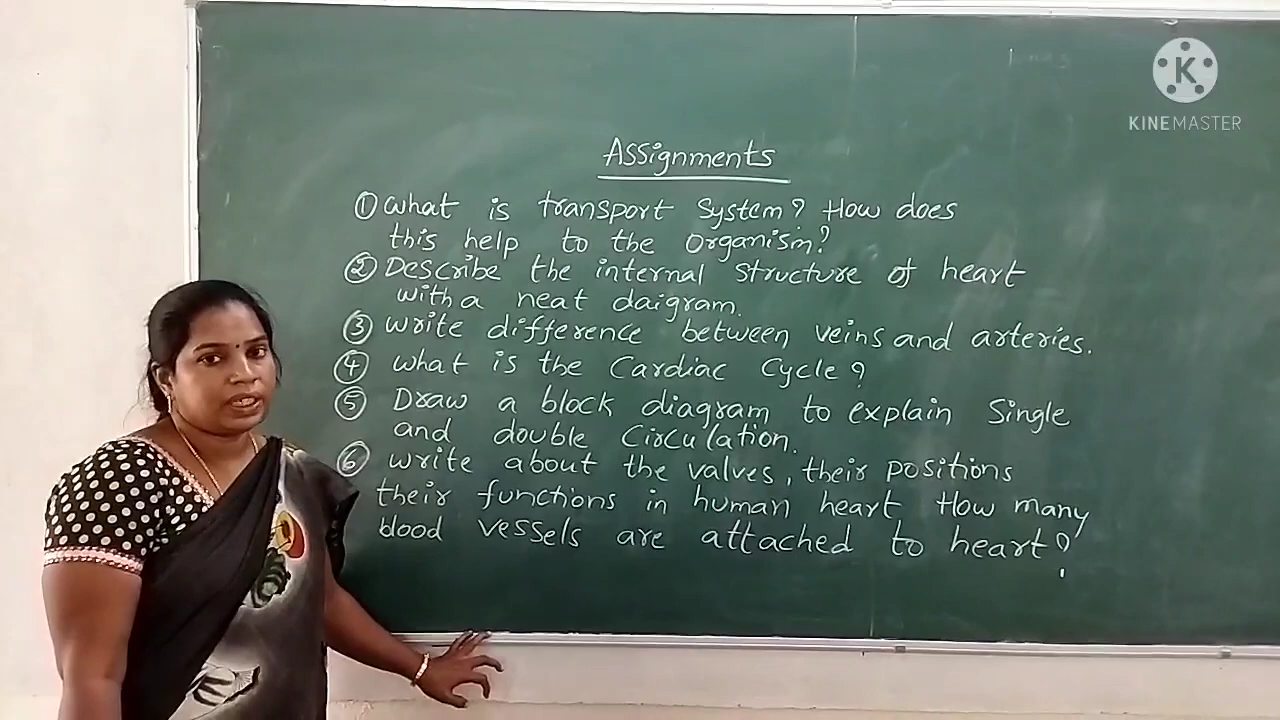 Assignments
① What is transport System? How does
this help to the organism?
② Describe the internal structure of heart
with a neat daigram.
③ Write difference between veins and arteries.
④ What is the Cardiac Cycle?
⑤ Draw a block diagram to explain Single
and double Circulation.
⑥ Write about the valves, their positions
their functions in human heart How many
blood vessels are attached to heart?
K
KINEMASTER